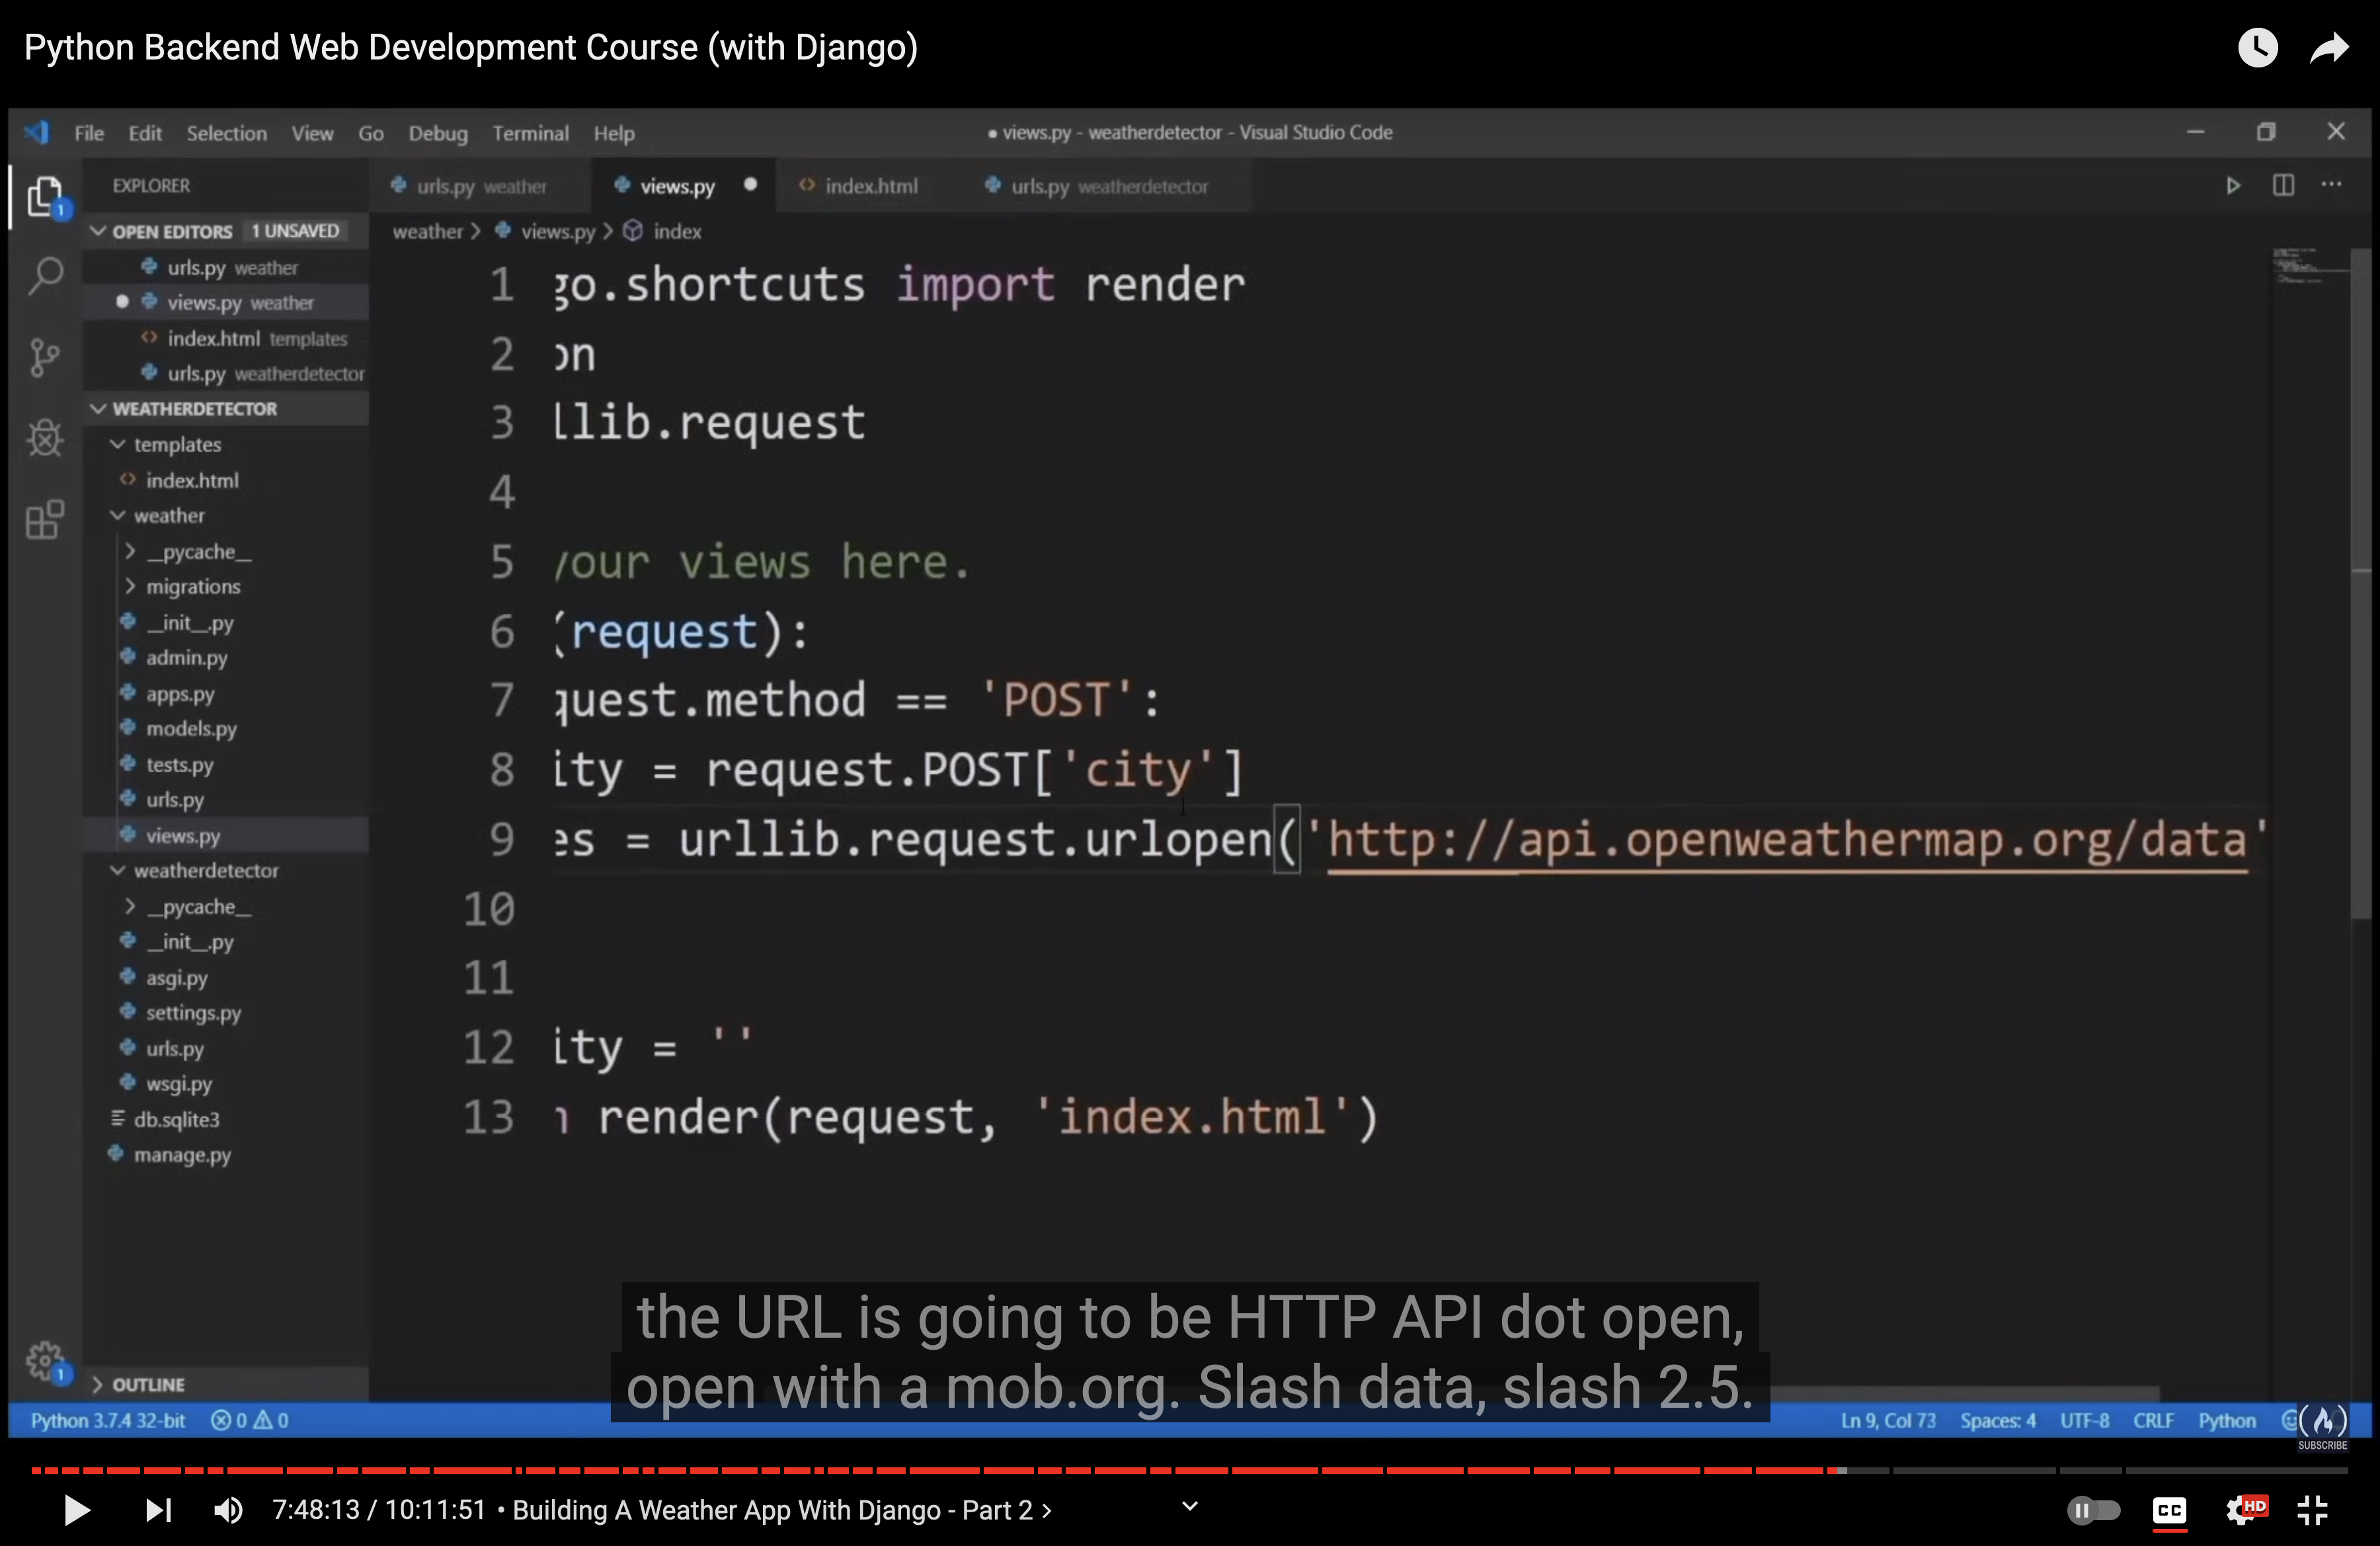 Python Backend Web Development Course (with Django)
File Edit Selection View Go Debug Terminal Help
● views.py - weatherdetector - Visual Studio Code
EXPLORER
OPEN EDITORS 1 UNSAVED
urls.py weather
views.py weather
index.html templates
urls.py weatherdetector
WEATHERDETECTOR
templates
index.html
weather
__pycache__
migrations
__init__.py
admin.py
apps.py
models.py
tests.py
urls.py
views.py
weatherdetector
__pycache__
__init__.py
asgi.py
settings.py
urls.py
wsgi.py
db.sqlite3
manage.py
OUTLINE
1
1
urls.py weather
views.py
index.html
urls.py weatherdetector
weather > views.py > index
1 go.shortcuts import render
2 on
3 llib.request
4
5 your views here.
6 (request):
7 quest.method == 'POST':
8 ity = request.POST['city']
9 es = urllib.request.urlopen('http://api.openweathermap.org/data'
10
11
12 ity = ''
13 n render(request, 'index.html')
the URL is going to be HTTP API dot open,
open with a mob.org. Slash data, slash 2.5.
Python 3.7.4 32-bit 0 0
Ln 9, Col 73 Spaces: 4 UTF-8 CRLF Python
SUBSCRIBE
7:48:13 / 10:11:51 • Building A Weather App With Django - Part 2 >
CC
HD